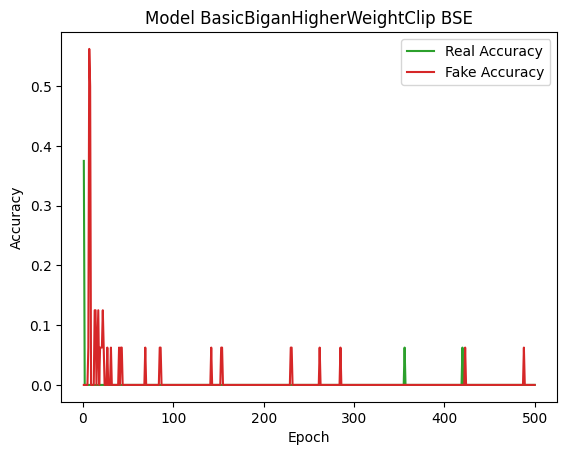 Model BasicBiganHigherWeightClip BSE
Real Accuracy
Fake Accuracy
Accuracy
0.5
0.4
0.3
0.2
0.1
0.0
0 100 200 300 400 500
Epoch